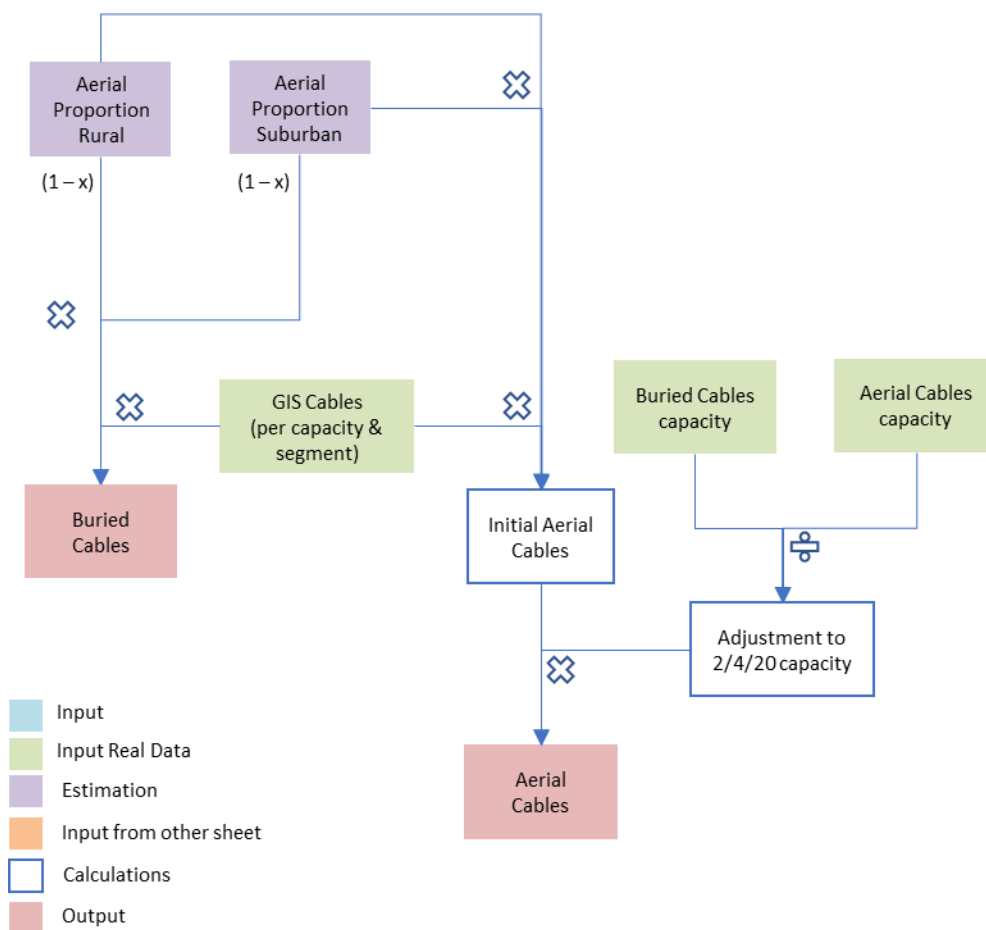 Aerial
Proportion
Rural
Aerial
Proportion
Suburban
(1 – x)
(1 – x)
GIS Cables
(per capacity &
segment)
Buried Cables
capacity
Aerial Cables
capacity
Buried
Cables
Initial Aerial
Cables
Adjustment to
2/4/20 capacity
Aerial
Cables
Input
Input Real Data
Estimation
Input from other sheet
Calculations
Output